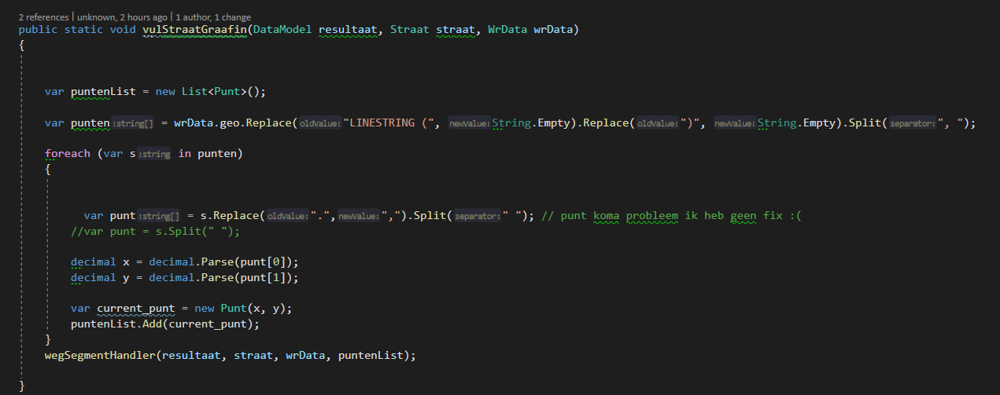 2 references | unknown, 2 hours ago | 1 author, 1 change
public static void vulStraatGraafin(DataModel resultaat, Straat straat, WrData wrData)
{
var puntenList = new List<Punt>();
var punten :string[] = wrData.geo.Replace( oldValue: "LINESTRING (", newValue: String.Empty).Replace( oldValue: ")", newValue: String.Empty).Split( separator: ", ");
foreach (var s :string in punten)
{
var punt :string[] = s.Replace( oldValue: ".", newValue: ",").Split( separator: " "); // punt koma probleem ik heb geen fix :(
//var punt = s.Split(" ");
decimal x = decimal.Parse(punt[0]);
decimal y = decimal.Parse(punt[1]);
var current_punt = new Punt(x, y);
puntenList.Add(current_punt);
}
wegSegmentHandler(resultaat, straat, wrData, puntenList);
}